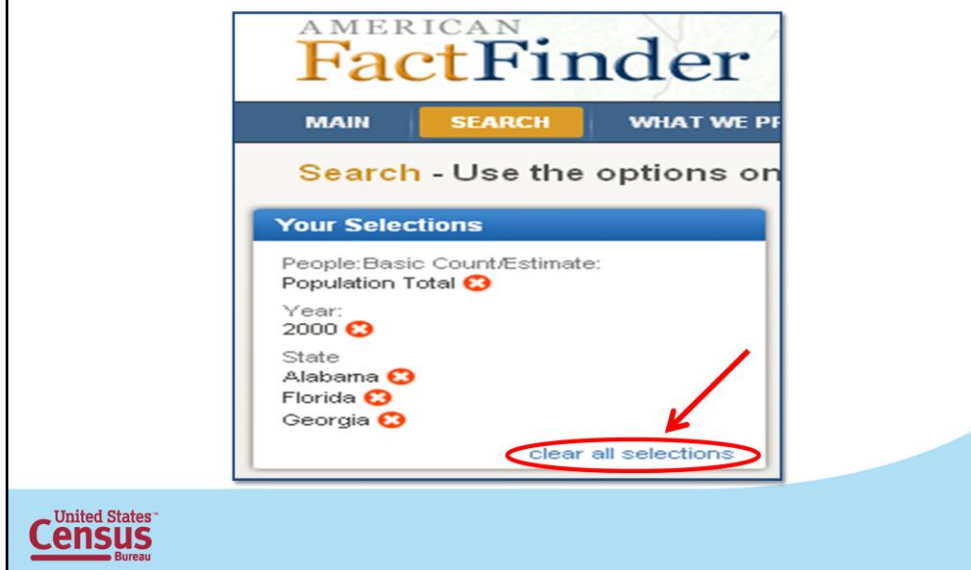 AMERICAN
FactFinder
MAIN SEARCH WHAT WE PR
Search - Use the options on
Your Selections
People:Basic Count/Estimate:
Population Total
Year:
2000
State
Alabama
Florida
Georgia
clear all selections
United States™
Census
Bureau